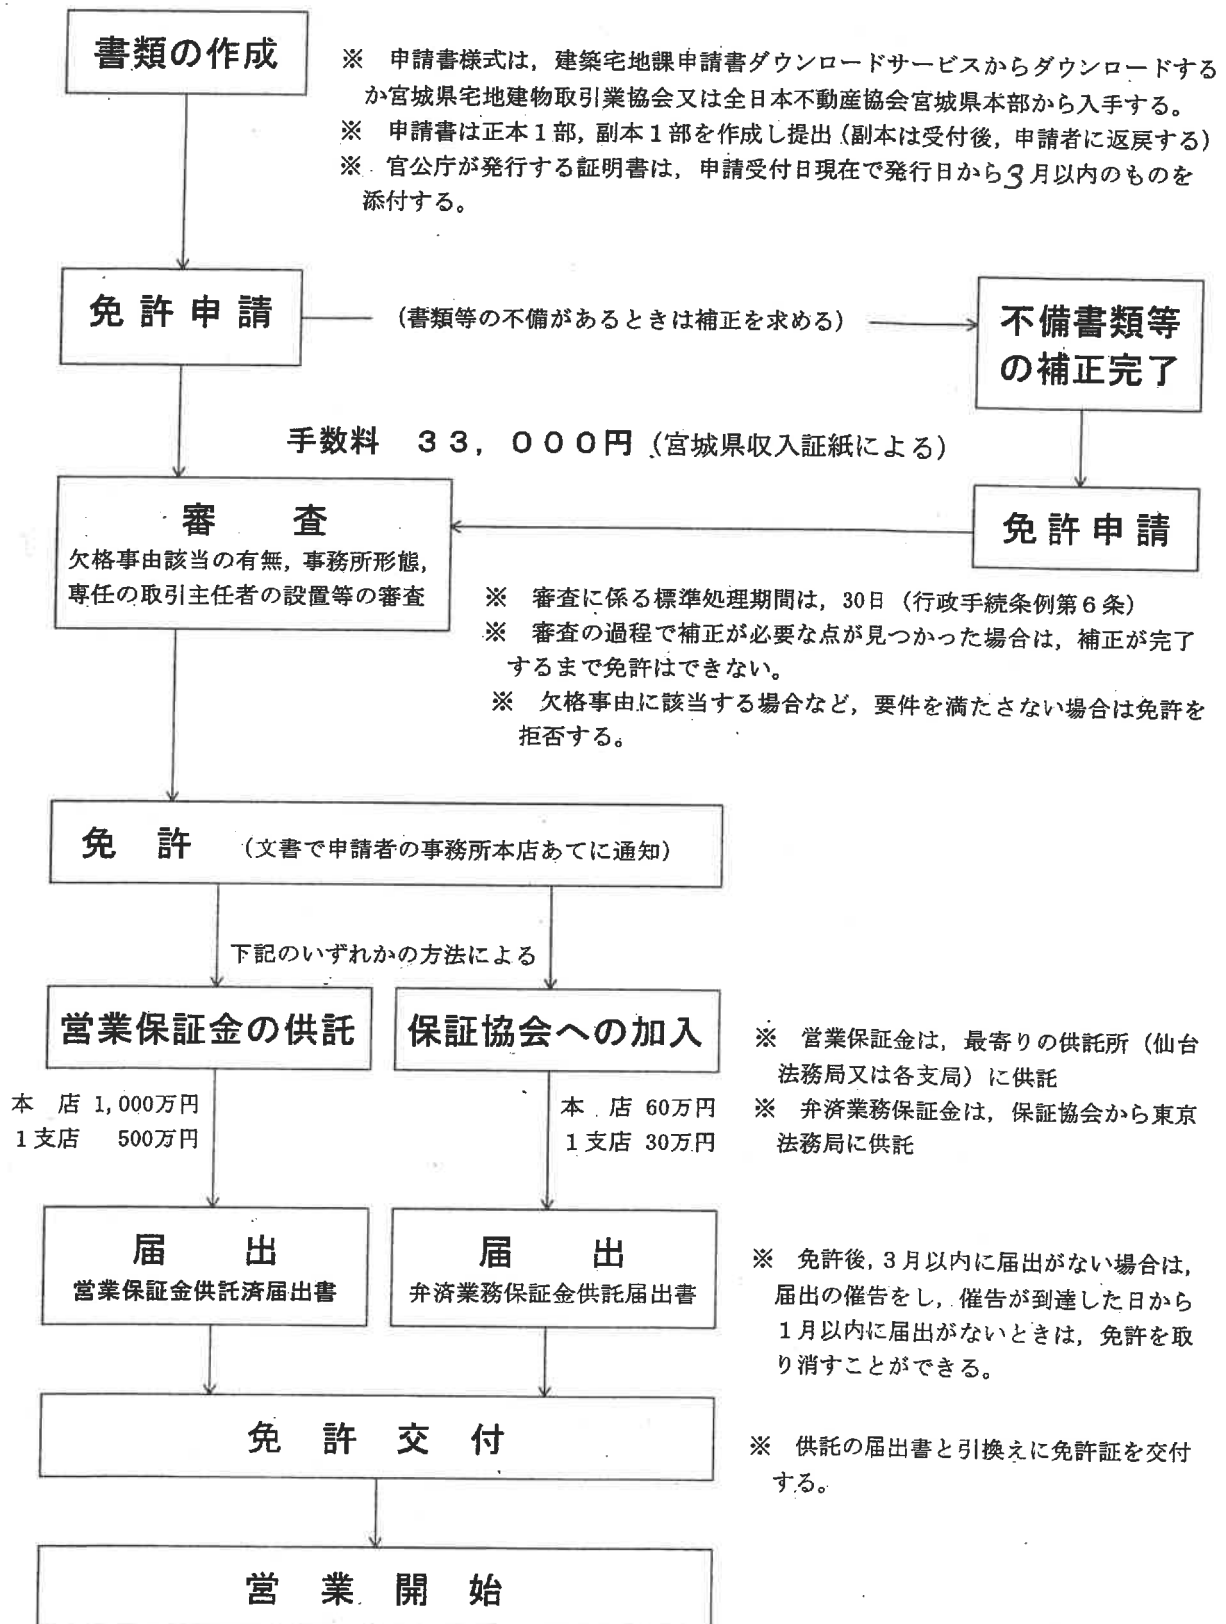 書類の作成
※　申請書様式は，建築宅地課申請書ダウンロードサービスからダウンロードする
か宮城県宅地建物取引業協会又は全日本不動産協会宮城県本部から入手する。
※　申請書は正本１部，副本１部を作成し提出（副本は受付後，申請者に返戻する）
※　官公庁が発行する証明書は，申請受付日現在で発行日から３月以内のものを
添付する。
免許申請
（書類等の不備があるときは補正を求める）
不備書類等
の補正完了
手数料　３３，０００円（宮城県収入証紙による）
審　査
欠格事由該当の有無，事務所形態，
専任の取引主任者の設置等の審査
免許申請
※　審査に係る標準処理期間は，30日（行政手続条例第６条）
※　審査の過程で補正が必要な点が見つかった場合は，補正が完了
するまで免許はできない。
※　欠格事由に該当する場合など，要件を満たさない場合は免許を
拒否する。
免　許　（文書で申請者の事務所本店あてに通知）
下記のいずれかの方法による
営業保証金の供託
保証協会への加入
本　店 1,000万円
１支店　500万円
本　店 60万円
１支店 30万円
※　営業保証金は，最寄りの供託所（仙台
法務局又は各支局）に供託
※　弁済業務保証金は，保証協会から東京
法務局に供託
届　出
営業保証金供託済届出書
届　出
弁済業務保証金供託届出書
※　免許後，３月以内に届出がない場合は，
届出の催告をし，催告が到達した日から
１月以内に届出がないときは，免許を取
り消すことができる。
免　許　交　付
※　供託の届出書と引換えに免許証を交付
する。
営　業　開　始